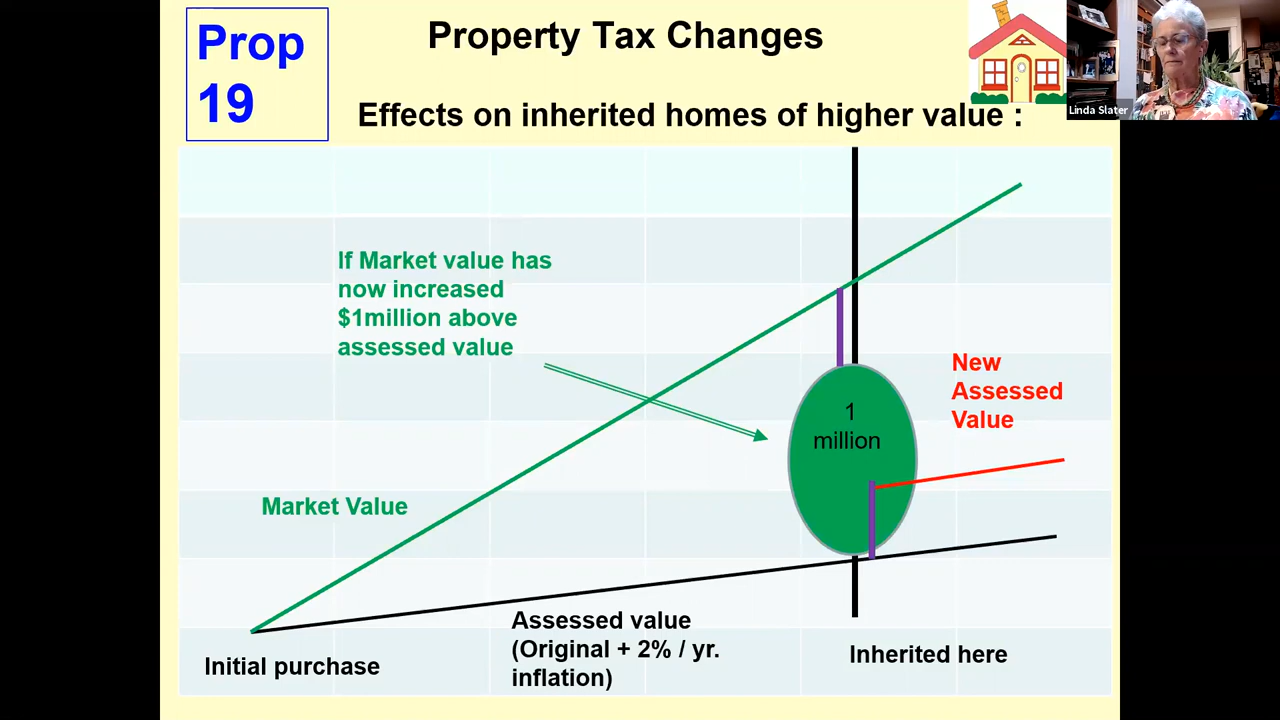 Prop
19
Property Tax Changes
Effects on inherited homes of higher value :
Linda Slater
If Market value has
now increased
$1million above
assessed value
New
Assessed
Value
1
million
Market Value
Assessed value
(Original + 2% / yr.
inflation)
Initial purchase
Inherited here